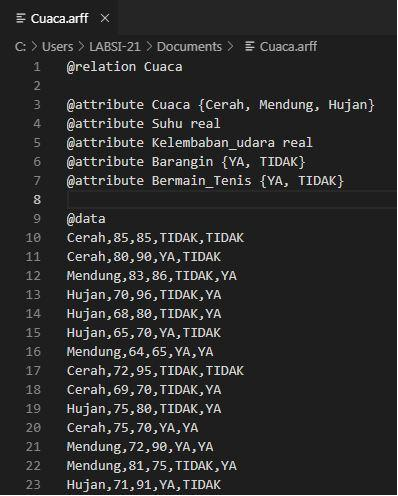 Cuaca.arff ×
C: > Users > LABSI-21 > Documents > Cuaca.arff
1 @relation Cuaca
2
3 @attribute Cuaca {Cerah, Mendung, Hujan}
4 @attribute Suhu real
5 @attribute Kelembaban_udara real
6 @attribute Barangin {YA, TIDAK}
7 @attribute Bermain_Tenis {YA, TIDAK}
8
9 @data
10 Cerah,85,85,TIDAK,TIDAK
11 Cerah,80,90,YA,TIDAK
12 Mendung,83,86,TIDAK,YA
13 Hujan,70,96,TIDAK,YA
14 Hujan,68,80,TIDAK,YA
15 Hujan,65,70,YA,TIDAK
16 Mendung,64,65,YA,YA
17 Cerah,72,95,TIDAK,TIDAK
18 Cerah,69,70,TIDAK,YA
19 Hujan,75,80,TIDAK,YA
20 Cerah,75,70,YA,YA
21 Mendung,72,90,YA,YA
22 Mendung,81,75,TIDAK,YA
23 Hujan,71,91,YA,TIDAK